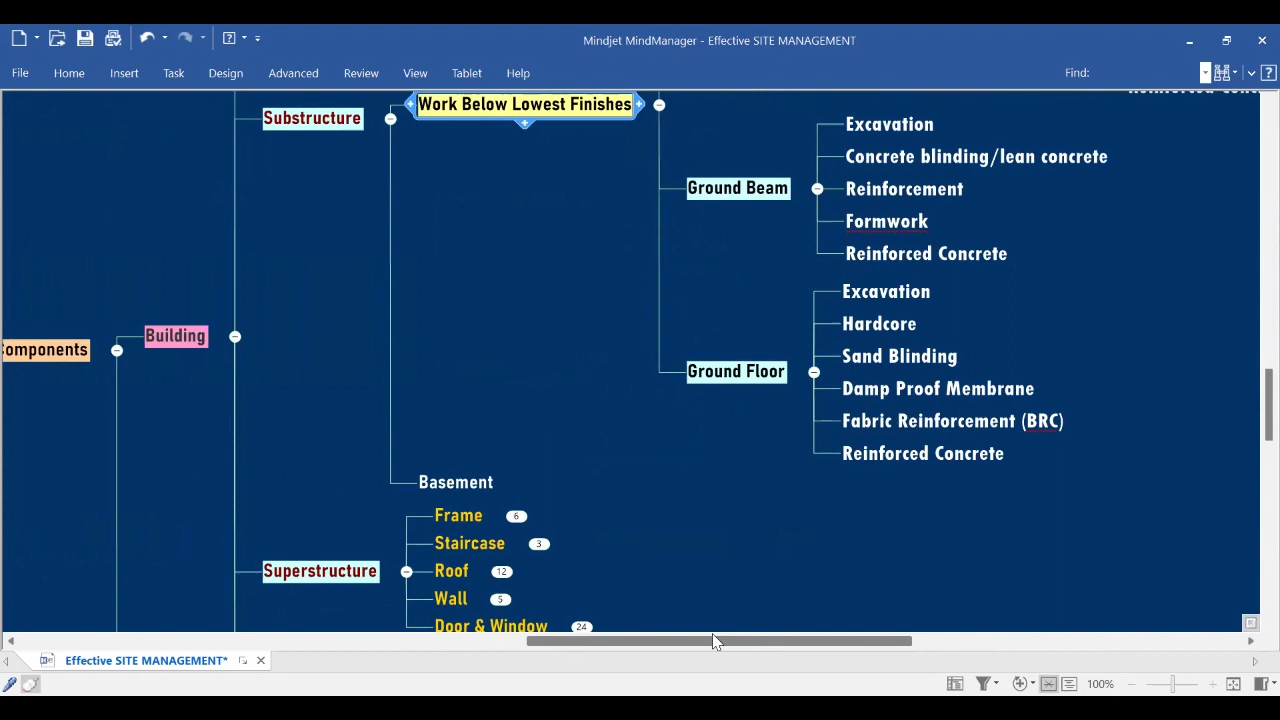 Mindjet MindManager - Effective SITE MANAGEMENT
File Home Insert Task Design Advanced Review View Tablet Help Find:
Substructure
Work Below Lowest Finishes
Ground Beam
Excavation
Concrete blinding/lean concrete
Reinforcement
Formwork
Reinforced Concrete
Ground Floor
Excavation
Hardcore
Sand Blinding
Damp Proof Membrane
Fabric Reinforcement (BRC)
Reinforced Concrete
Components
Building
Basement
Superstructure
Frame 6
Staircase 3
Roof 12
Wall 5
Door & Window 24
Effective SITE MANAGEMENT*
100%